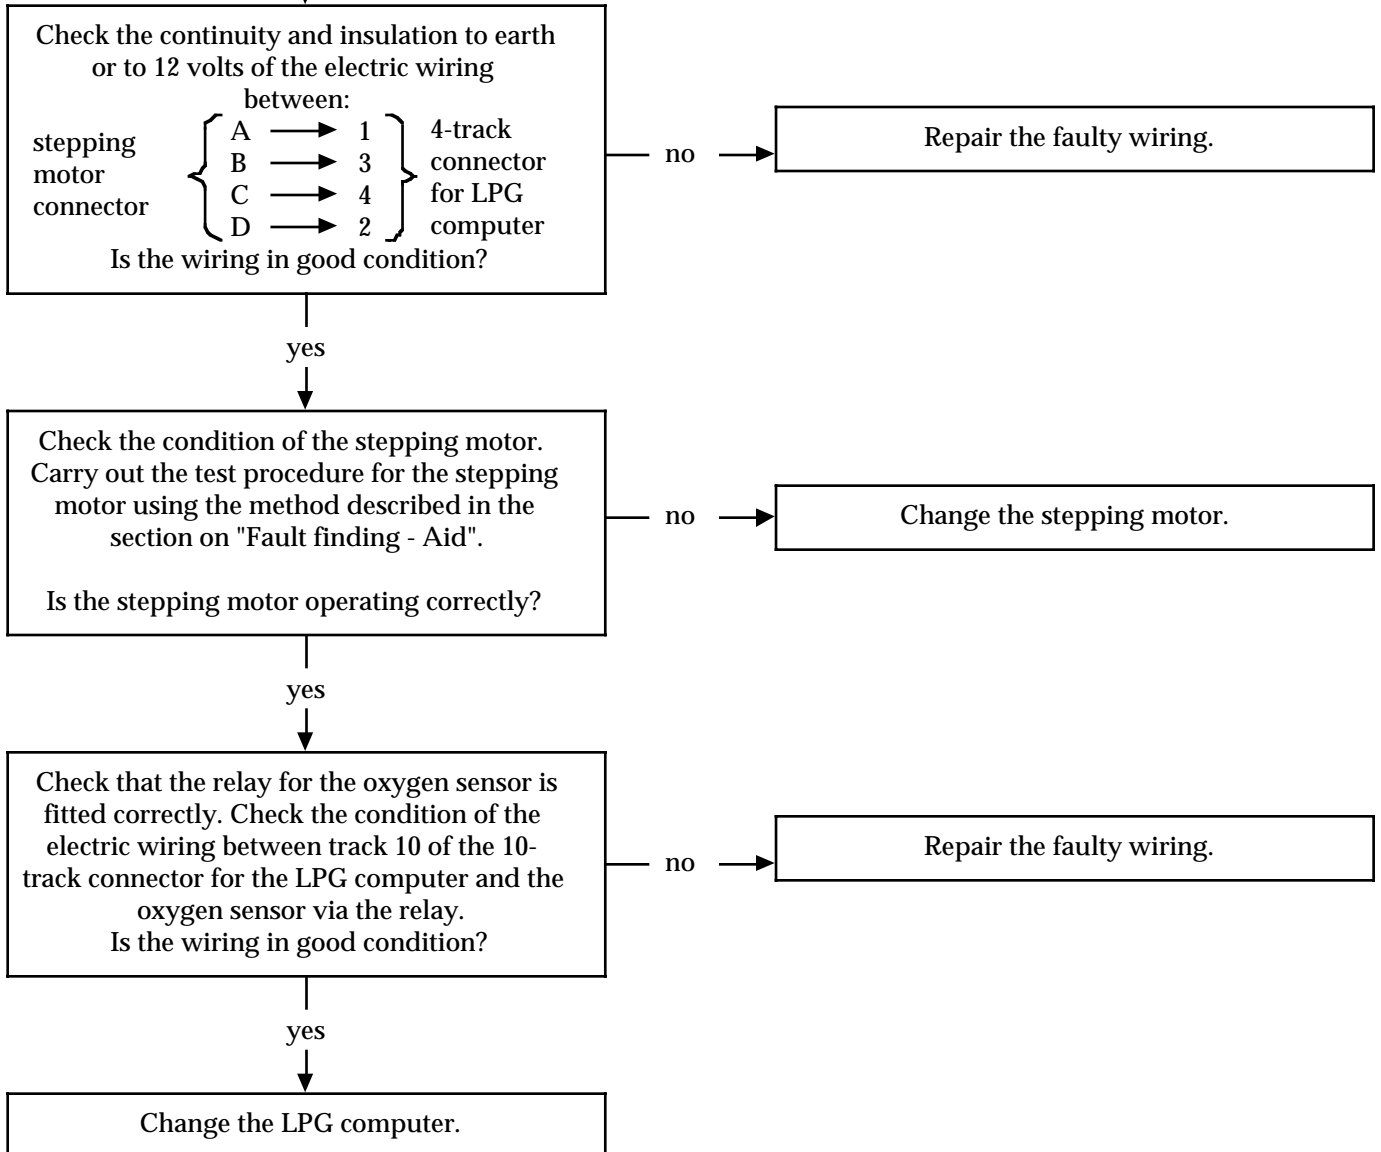 Check the continuity and insulation to earth
or to 12 volts of the electric wiring
between:
stepping
motor
connector
A 1
B 3
C 4
D 2
4-track
connector
for LPG
computer
Is the wiring in good condition?
no
Repair the faulty wiring.
yes
Check the condition of the stepping motor.
Carry out the test procedure for the stepping
motor using the method described in the
section on "Fault finding - Aid".
Is the stepping motor operating correctly?
no
Change the stepping motor.
yes
Check that the relay for the oxygen sensor is
fitted correctly. Check the condition of the
electric wiring between track 10 of the 10-
track connector for the LPG computer and the
oxygen sensor via the relay.
Is the wiring in good condition?
no
Repair the faulty wiring.
yes
Change the LPG computer.